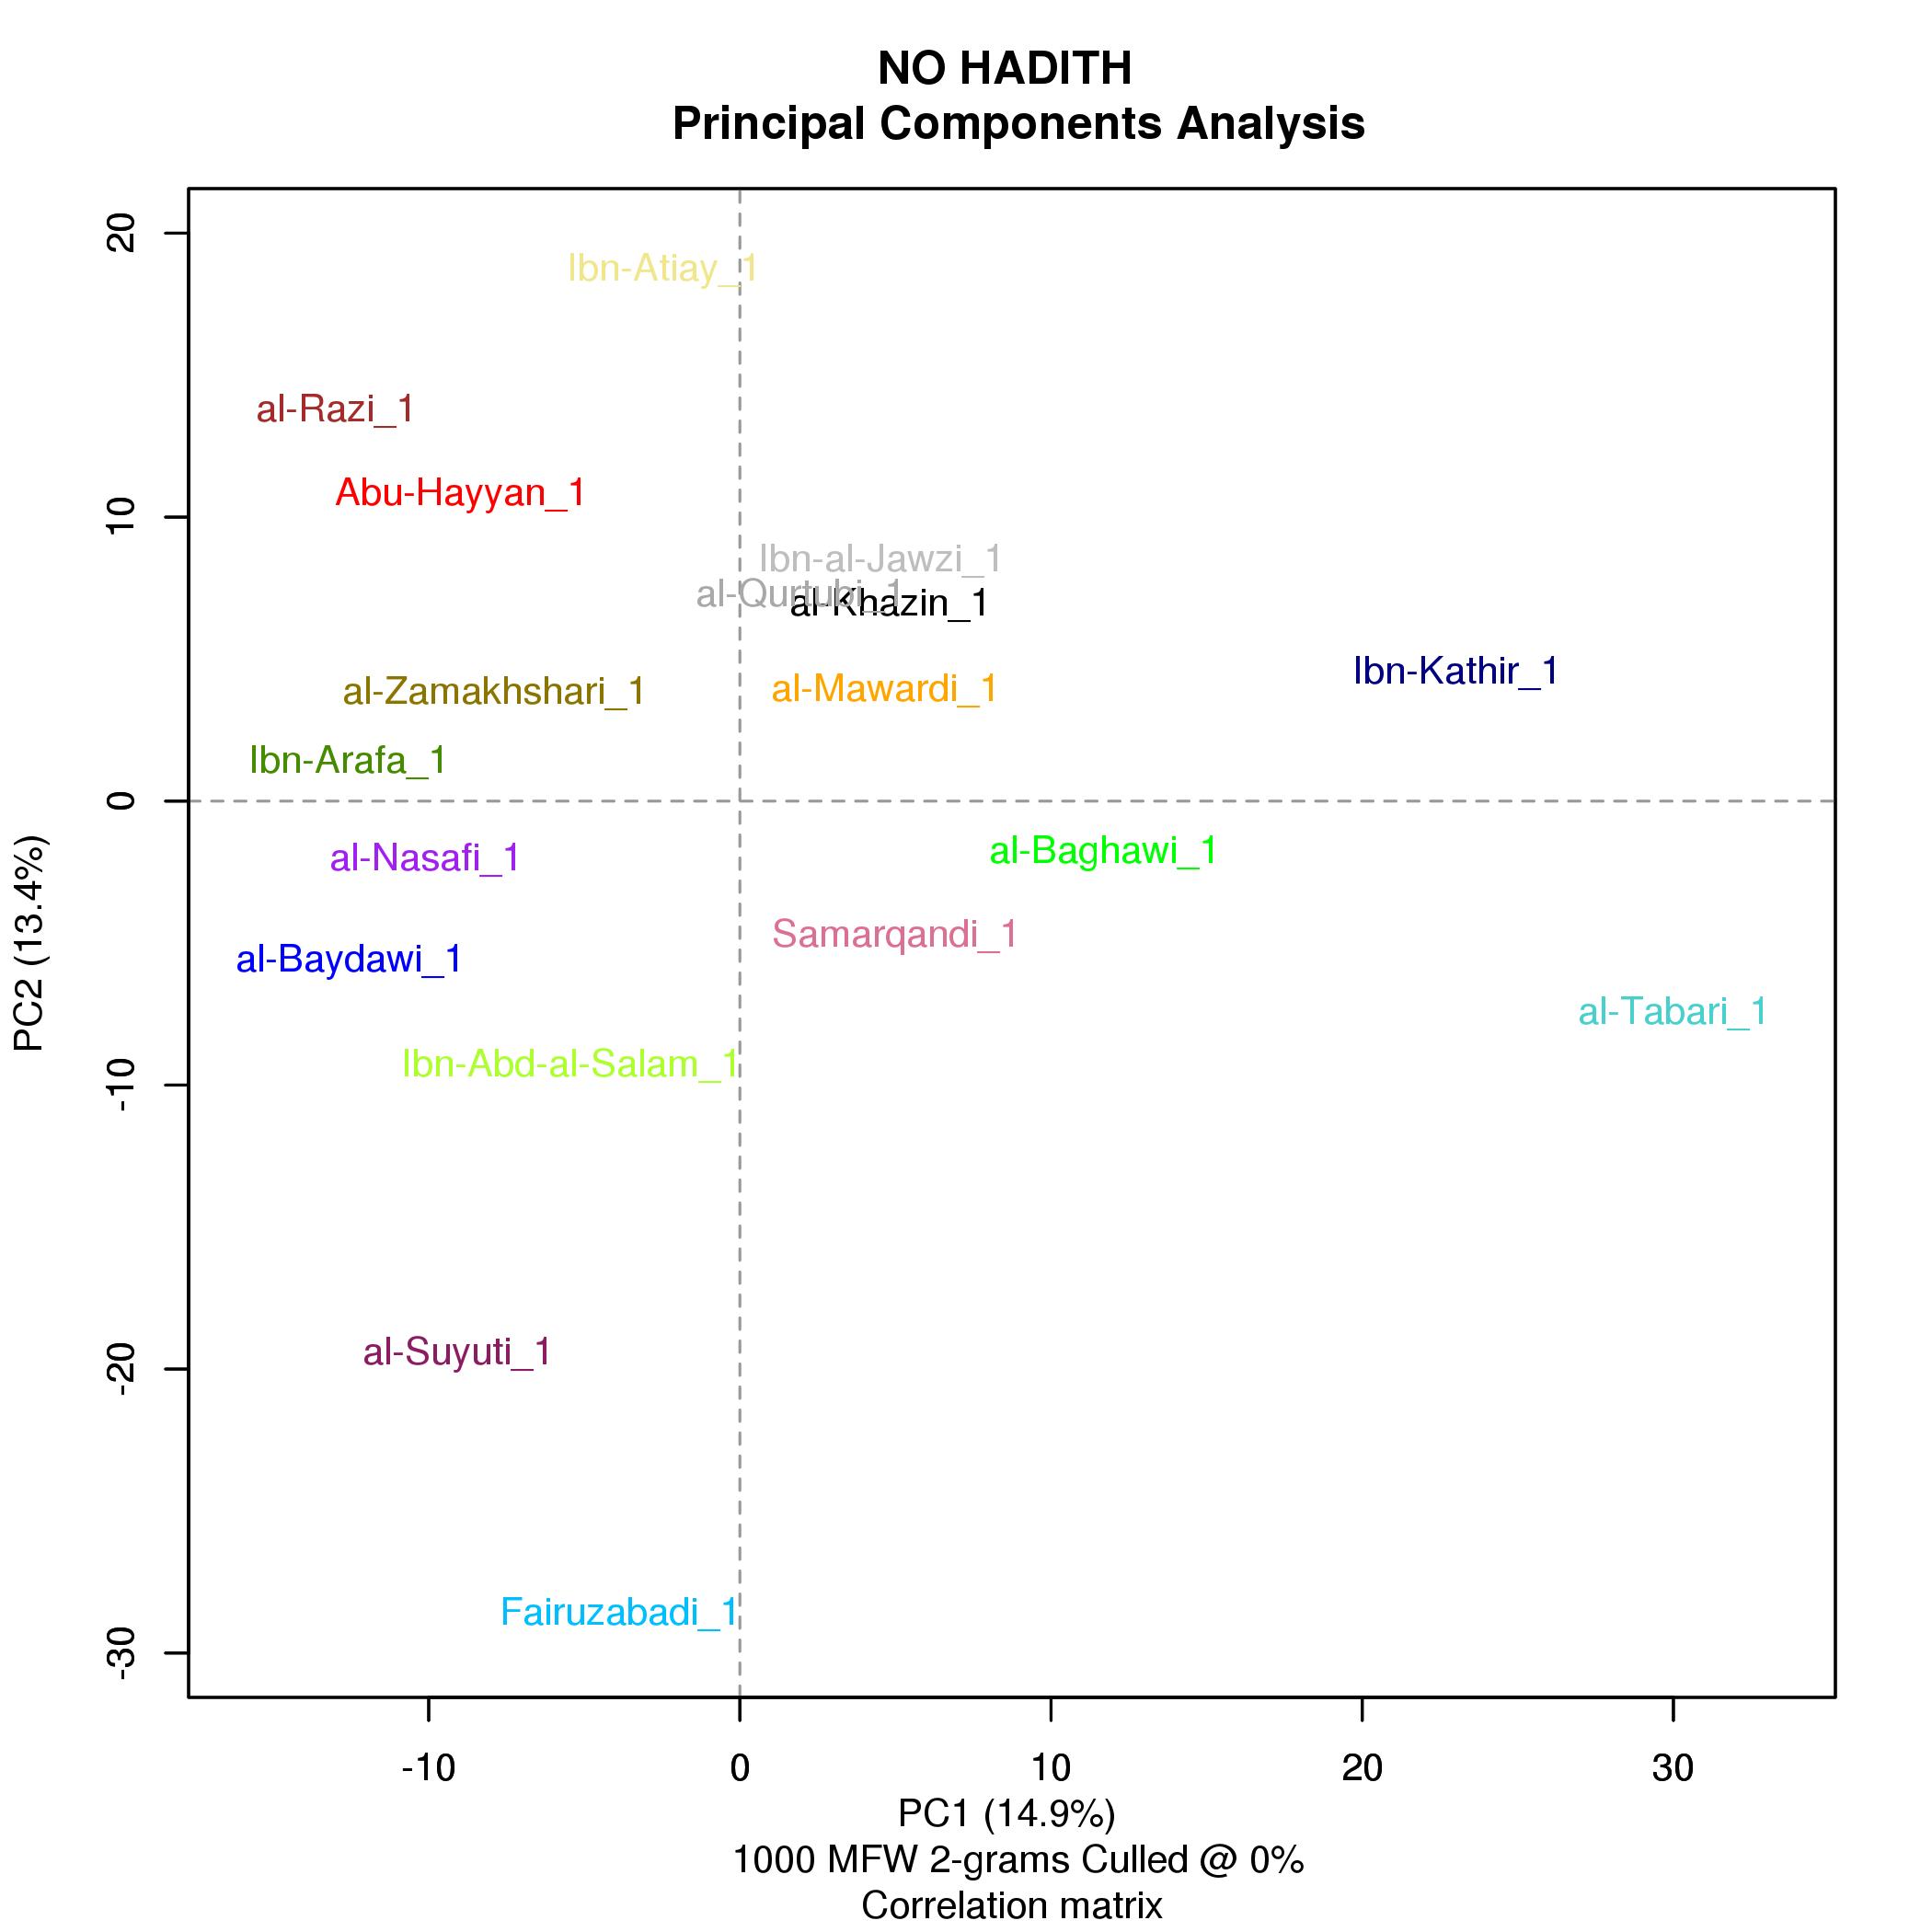 NO HADITH
Principal Components Analysis
20
Ibn-Atiay_1
al-Razi_1
Abu-Hayyan_1
10
Ibn-al-Jawzi_1
al-Qurtubi_1
al-Khazin_1
Ibn-Kathir_1
al-Zamakhshari_1
al-Mawardi_1
Ibn-Arafa_1
0
al-Nasafi_1
al-Baghawi_1
Samarqandi_1
al-Baydawi_1
PC2 (13.4%)
al-Tabari_1
Ibn-Abd-al-Salam_1
-10
al-Suyuti_1
-20
Fairuzabadi_1
-30
-10 0 10 20 30
PC1 (14.9%)
1000 MFW 2-grams Culled @ 0%
Correlation matrix